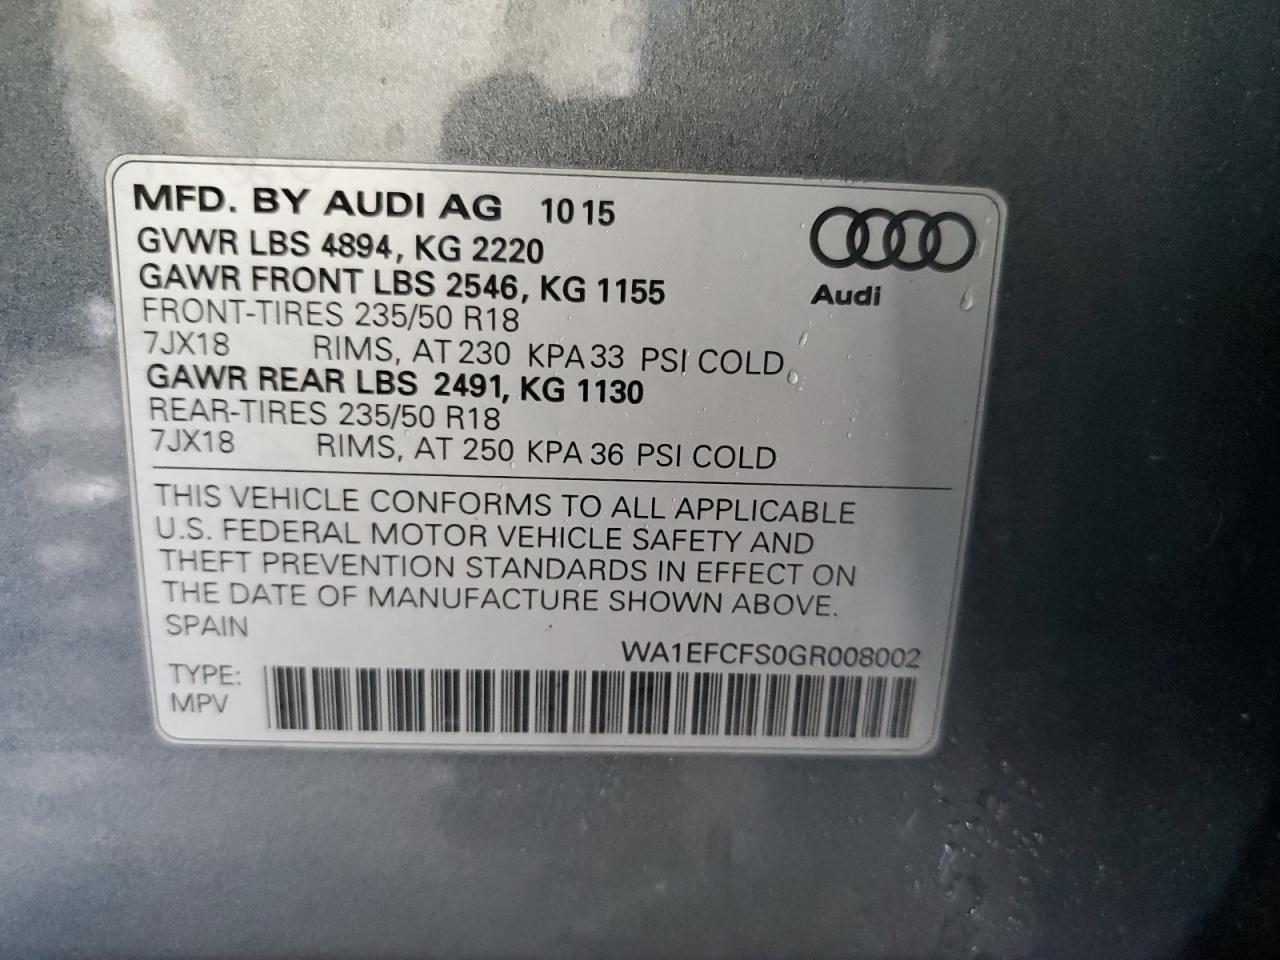 MFD. BY AUDI AG 10 15
GVWR LBS 4894, KG 2220
GAWR FRONT LBS 2546, KG 1155
FRONT-TIRES 235/50 R18
7JX18 RIMS, AT 230 KPA 33 PSI COLD
GAWR REAR LBS 2491, KG 1130
REAR-TIRES 235/50 R18
7JX18 RIMS, AT 250 KPA 36 PSI COLD
Audi
THIS VEHICLE CONFORMS TO ALL APPLICABLE
U.S. FEDERAL MOTOR VEHICLE SAFETY AND
THEFT PREVENTION STANDARDS IN EFFECT ON
THE DATE OF MANUFACTURE SHOWN ABOVE.
SPAIN
WA1EFCFS0GR008002
TYPE:
MPV